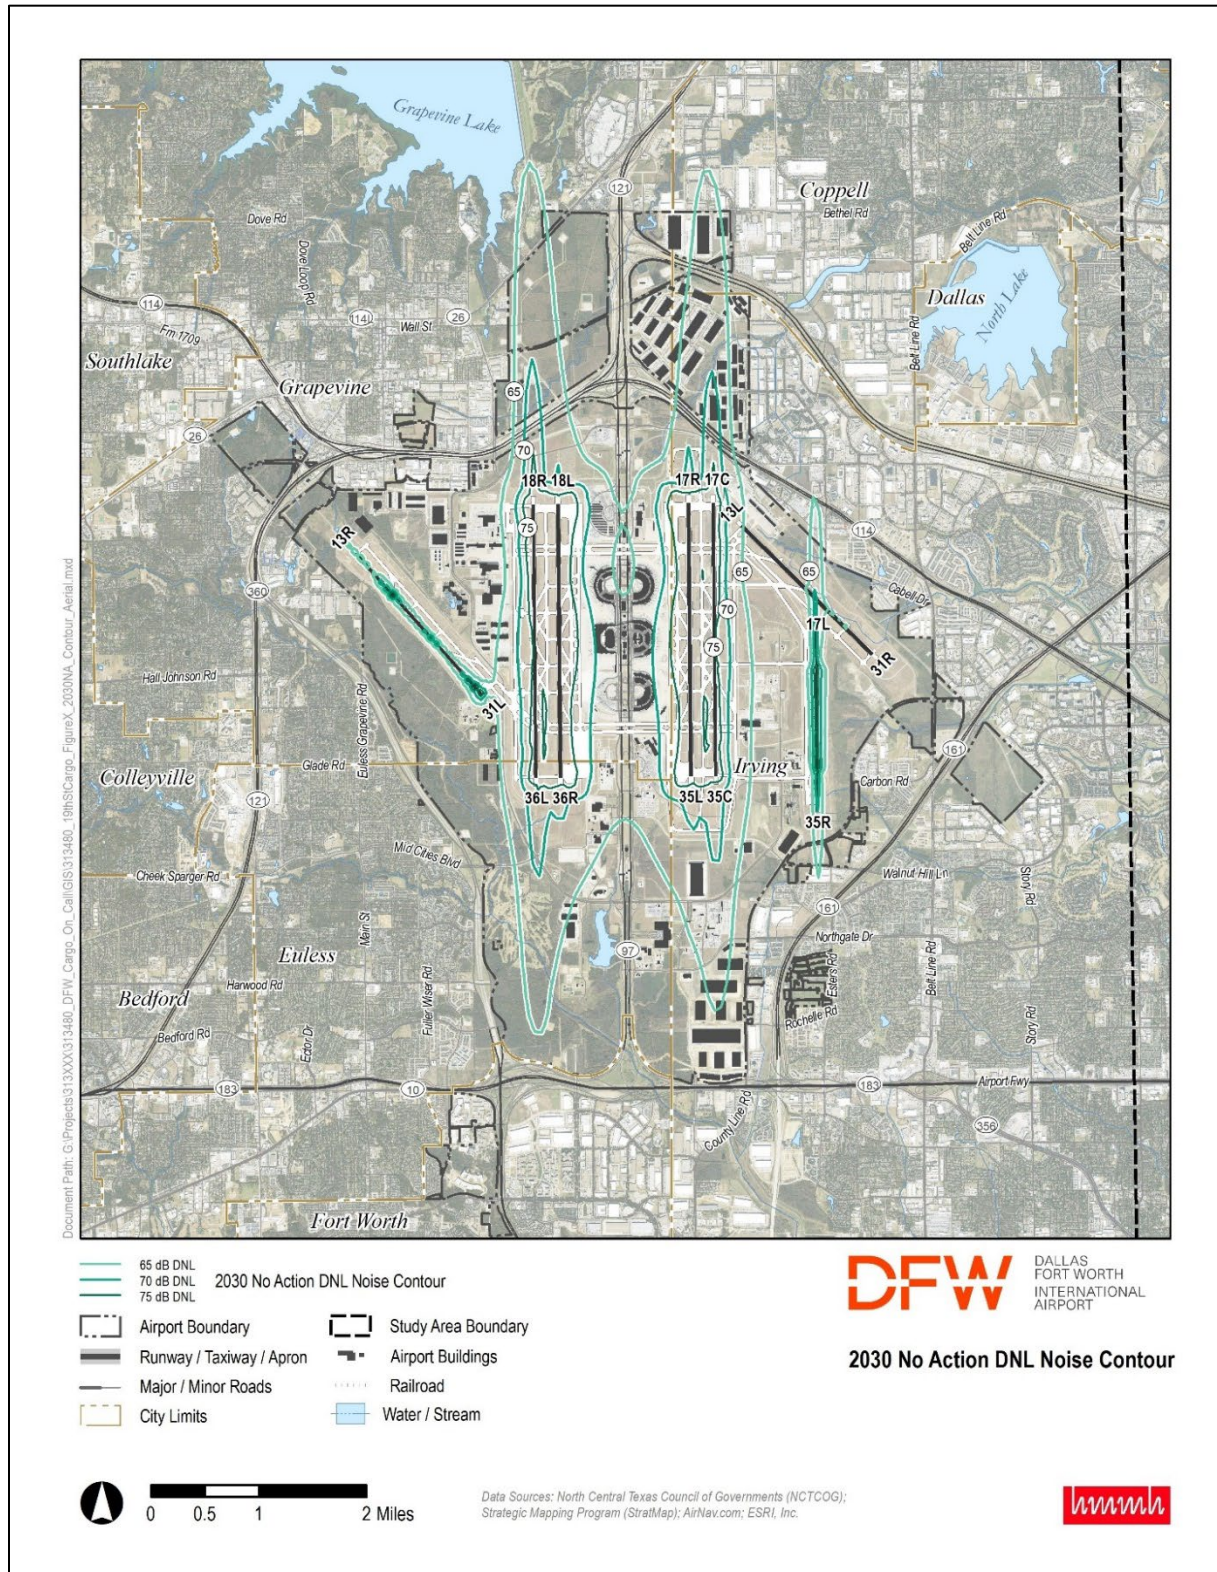 Grapevine Lake
121
Coppell
Bethel Rd
Belt Line Rd
Dove Rd
Dove Loop Rd
Dallas
North Lake
114
Fm 1709
114I
26
Wall St
Belt Line Rd
Southlake
Grapevine
65
26
70
18R 18L
17R 17C
13L
75
13R
114
65
65
Cabell Dr
360
70
17L
75
31R
Hall Johnson Rd
Euless Grapevine Rd
31L
161
Glade Rd
Irving
Colleyville
Carbon Rd
121
36L 36R
35L 35C
35R
Mid Cities Blvd
Cheek Sparger Rd
Walnut Hill Ln
Story Rd
161
Main St
Northgate Dr
Euless
97
Fuller Wiser Rd
Esters Rd
Belt Line Rd
Harwood Rd
Bedford
Rochelle Rd
Bedford Rd
Ector Dr
Story Rd
183
10
183
Airport Fwy
County Line Rd
356
Fort Worth
Document Path: G:\Projects\313XXX\313480_DFW_Cargo_On_Call\GIS\313480_19thStCargo_FigureX_2030NA_Contour_Aerial.mxd
65 dB DNL
70 dB DNL
75 dB DNL
2030 No Action DNL Noise Contour
Airport Boundary
Study Area Boundary
Runway / Taxiway / Apron
Airport Buildings
Major / Minor Roads
Railroad
City Limits
Water / Stream
DFW
DALLAS
FORT WORTH
INTERNATIONAL
AIRPORT
2030 No Action DNL Noise Contour
0 0.5 1 2 Miles
Data Sources: North Central Texas Council of Governments (NCTCOG);
Strategic Mapping Program (StratMap); AirNav.com; ESRI, Inc.
hmmh